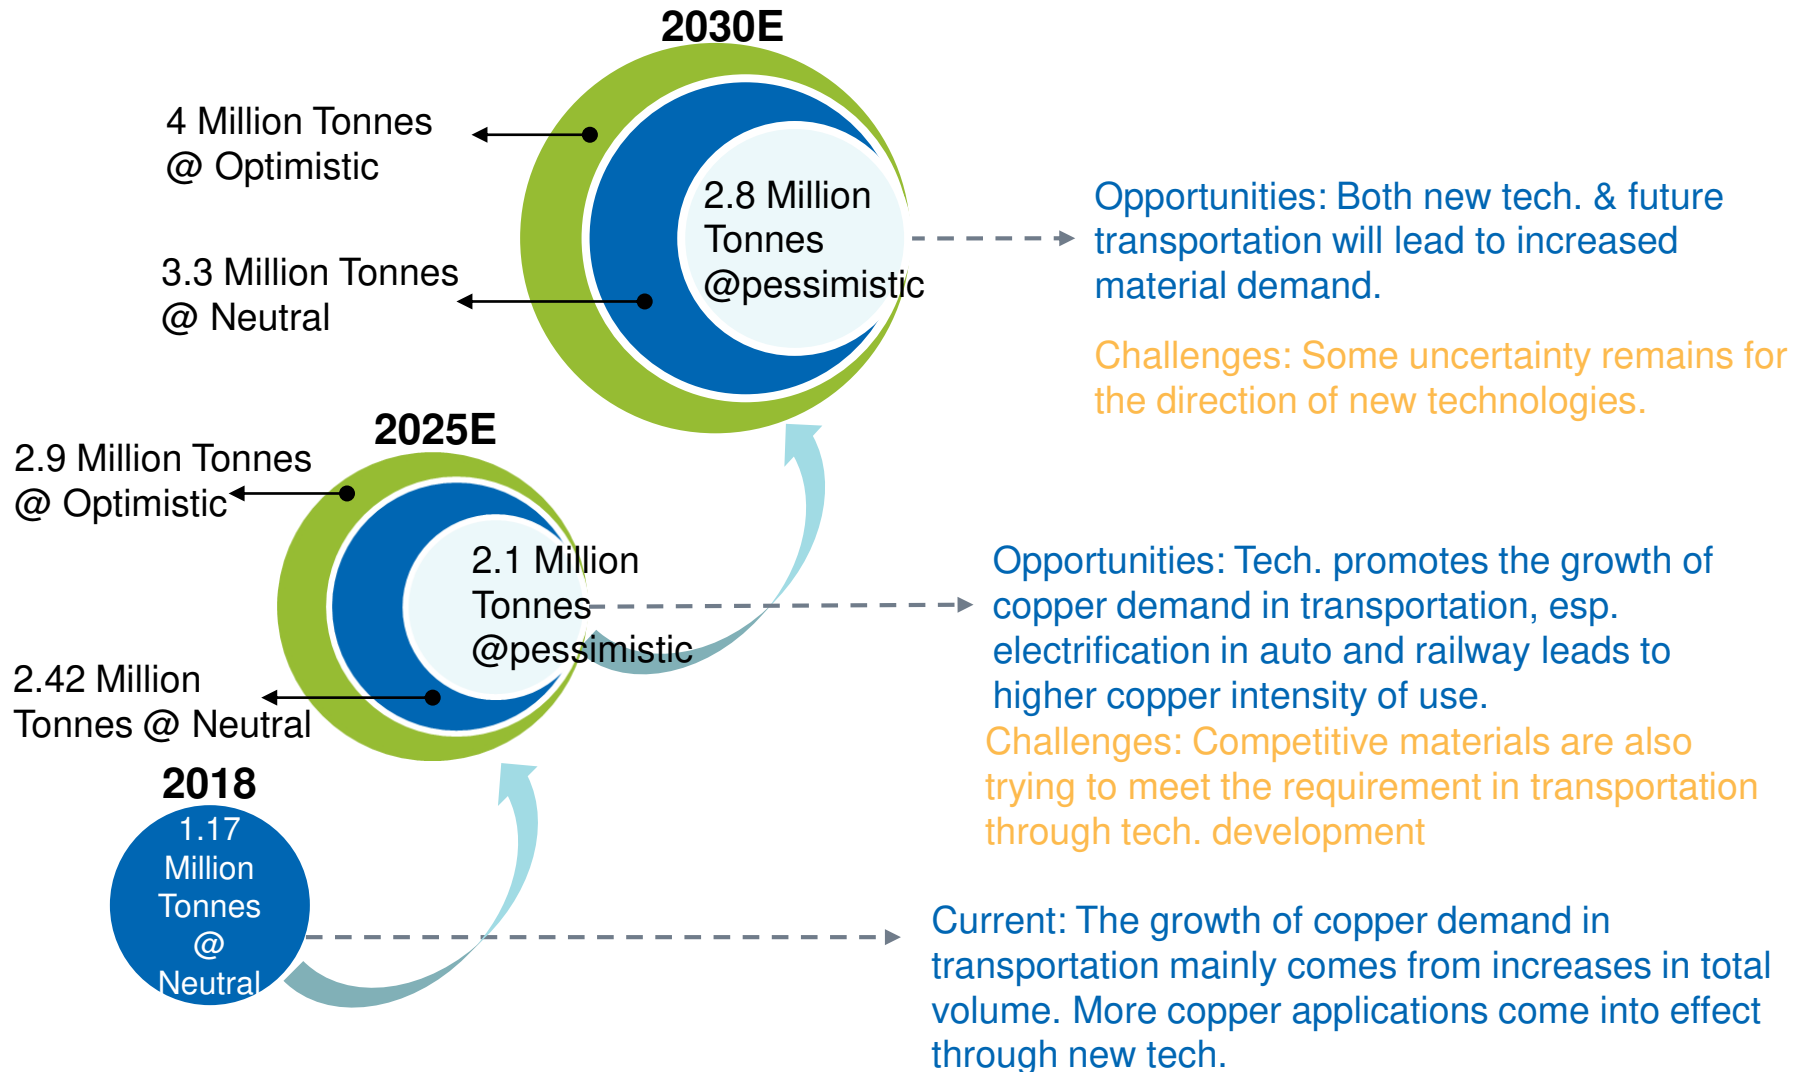 2030E
4 Million Tonnes
@ Optimistic
3.3 Million Tonnes
@ Neutral
2.8 Million
Tonnes
@pessimistic
Opportunities: Both new tech. & future
transportation will lead to increased
material demand.
Challenges: Some uncertainty remains for
the direction of new technologies.
2025E
2.9 Million Tonnes
@ Optimistic
2.42 Million
Tonnes @ Neutral
2.1 Million
Tonnes
@pessimistic
Opportunities: Tech. promotes the growth of
copper demand in transportation, esp.
electrification in auto and railway leads to
higher copper intensity of use.
Challenges: Competitive materials are also
trying to meet the requirement in transportation
through tech. development
2018
1.17
Million
Tonnes
@
Neutral
Current: The growth of copper demand in
transportation mainly comes from increases in total
volume. More copper applications come into effect
through new tech.